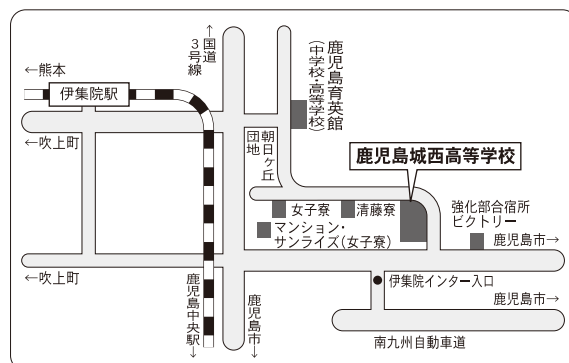 ←国道
3号線
←熊本
伊集院駅
←吹上町
鹿児島育英館
(中学校・高等学校)
朝日ヶ丘
団地
鹿児島城西高等学校
女子寮
清藤寮
マンション・
サンライズ(女子寮)
強化部合宿所
ビクトリー
鹿児島市→
←吹上町
伊集院インター入口
鹿児島市→
鹿児島中央駅→
鹿児島市→
南九州自動車道